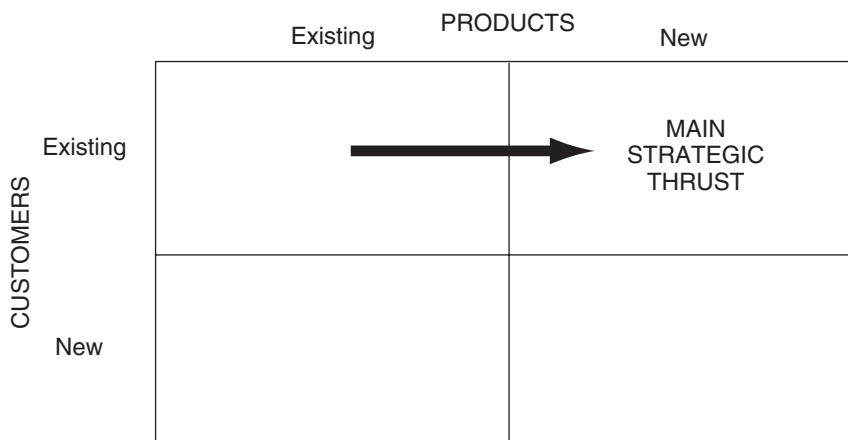 PRODUCTS
Existing
New
CUSTOMERS
Existing
MAIN
STRATEGIC
THRUST
New